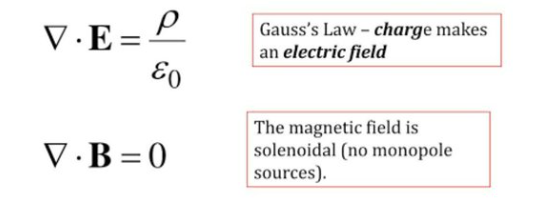 ∇ · E = ρ / ε₀
Gauss's Law – charge makes
an electric field
∇ · B = 0
The magnetic field is
solenoidal (no monopole
sources).